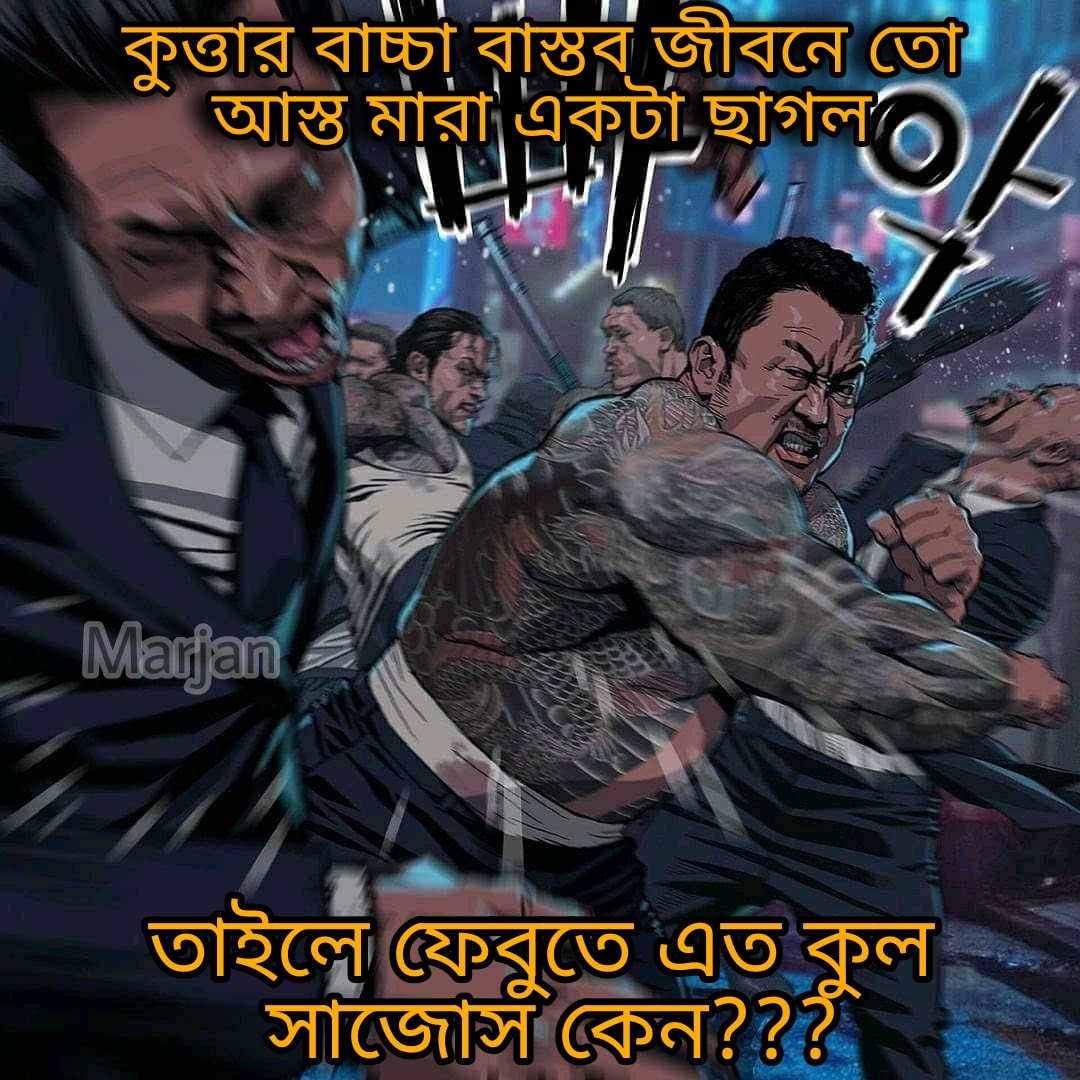 কুত্তার বাচ্চা বাস্তব জীবনে তো
আস্ত মারা একটা ছাগল
Marjan
তাইলে ফেবুতে এত কুল
সাজোস কেন???